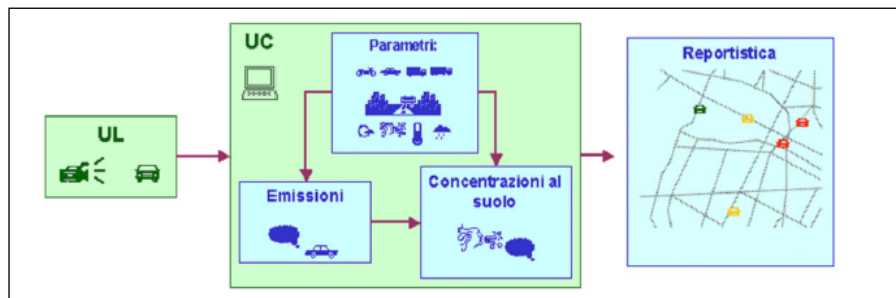 UL
UC
Parametri:
Emissioni
Concentrazioni al
suolo
Reportistica